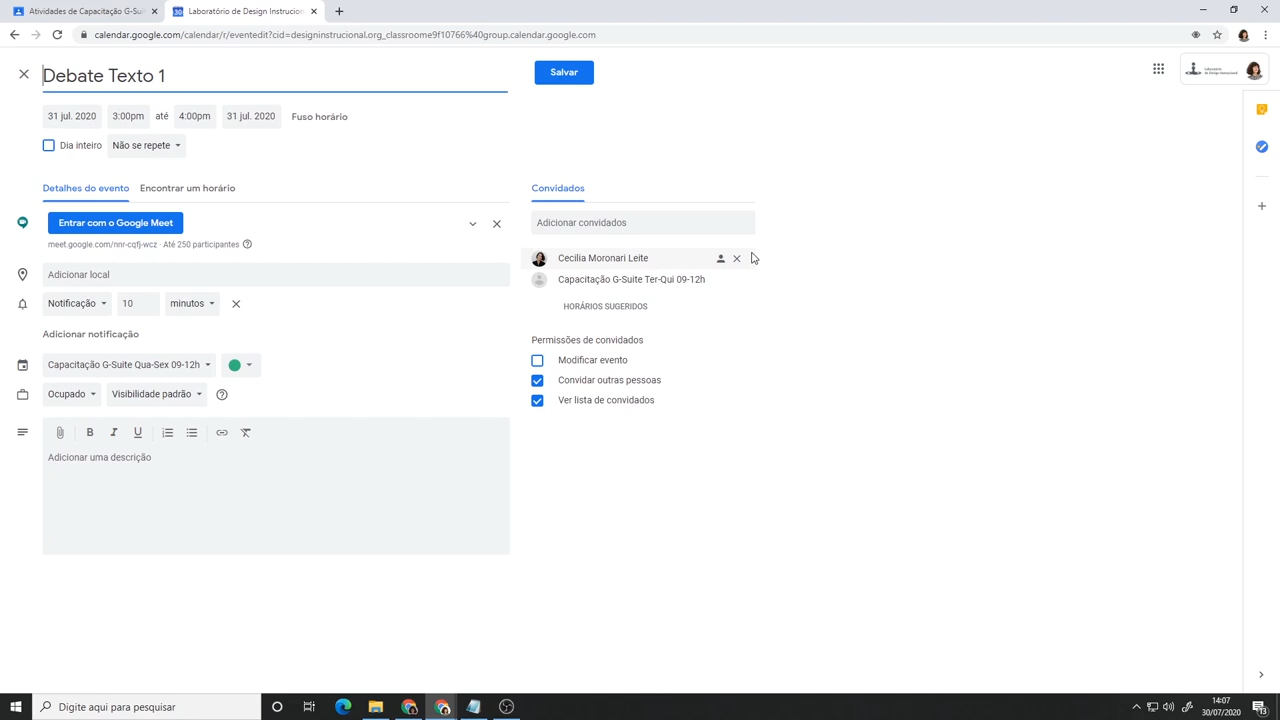 Atividades de Capacitação G-Sui
Laboratório de Design Instrucion
calendar.google.com/calendar/r/eventedit?cid=designinstrucional.org_classroome9f10766%40group.calendar.google.com
Debate Texto 1
Salvar
31 jul. 2020
3:00pm
até
4:00pm
31 jul. 2020
Fuso horário
Dia inteiro
Não se repete
Detalhes do evento
Encontrar um horário
Convidados
Entrar com o Google Meet
meet.google.com/nnr-cqfj-wcz · Até 250 participantes
Adicionar convidados
Cecilia Moronari Leite
Capacitação G-Suite Ter-Qui 09-12h
HORÁRIOS SUGERIDOS
Adicionar local
Notificação
10
minutos
Adicionar notificação
Permissões de convidados
Modificar evento
Convidar outras pessoas
Ver lista de convidados
Capacitação G-Suite Qua-Sex 09-12h
Ocupado
Visibilidade padrão
B I U
Adicionar uma descrição
Digite aqui para pesquisar
14:07
30/07/2020